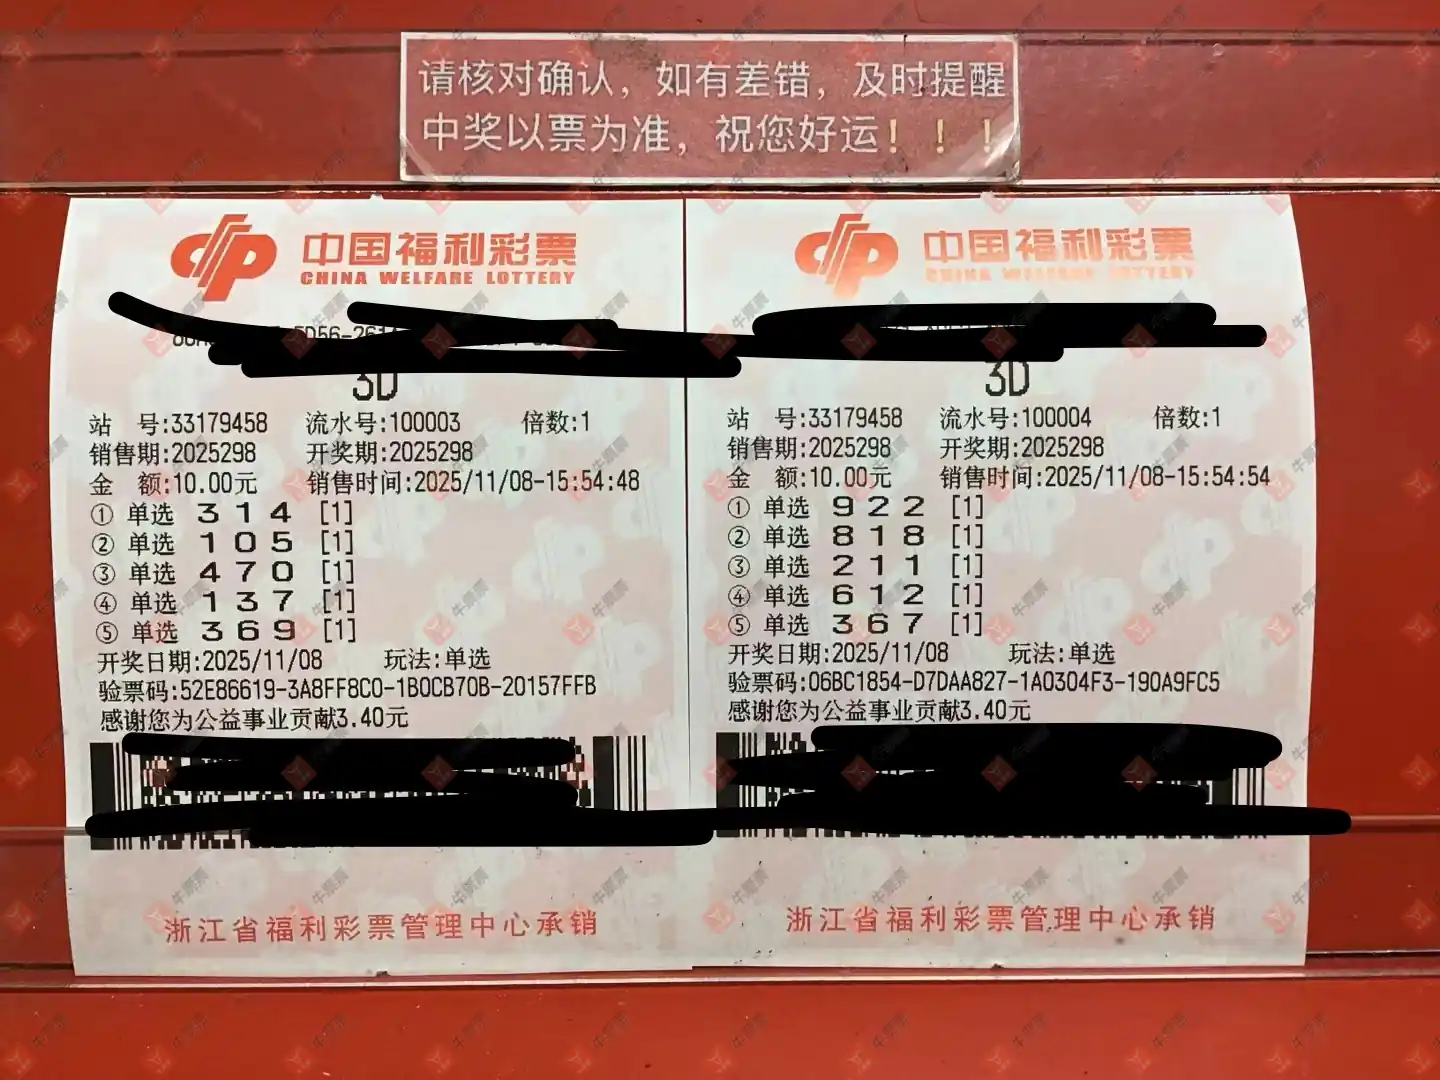 请核对确认，如有差错，及时提醒
中奖以票为准，祝您好运！！！
中国福利彩票
CHINA WELFARE LOTTERY
3D
站 号:33179458 流水号:100003 倍数:1
销售期:2025298 开奖期:2025298
金 额:10.00元 销售时间:2025/11/08-15:54:48
① 单选 3 1 4 [1]
② 单选 1 0 5 [1]
③ 单选 4 7 0 [1]
④ 单选 1 3 7 [1]
⑤ 单选 3 6 9 [1]
开奖日期:2025/11/08 玩法:单选
验票码:52E86619-3A8FF8C0-1B0CB70B-20157FFB
感谢您为公益事业贡献3.40元
浙江省福利彩票管理中心承销
中国福利彩票
CHINA WELFARE LOTTERY
3D
站 号:33179458 流水号:100004 倍数:1
销售期:2025298 开奖期:2025298
金 额:10.00元 销售时间:2025/11/08-15:54:54
① 单选 9 2 2 [1]
② 单选 8 1 8 [1]
③ 单选 2 1 1 [1]
④ 单选 6 1 2 [1]
⑤ 单选 3 6 7 [1]
开奖日期:2025/11/08 玩法:单选
验票码:06BC1854-D7DAA827-1A0304F3-190A9FC5
感谢您为公益事业贡献3.40元
浙江省福利彩票管理中心承销